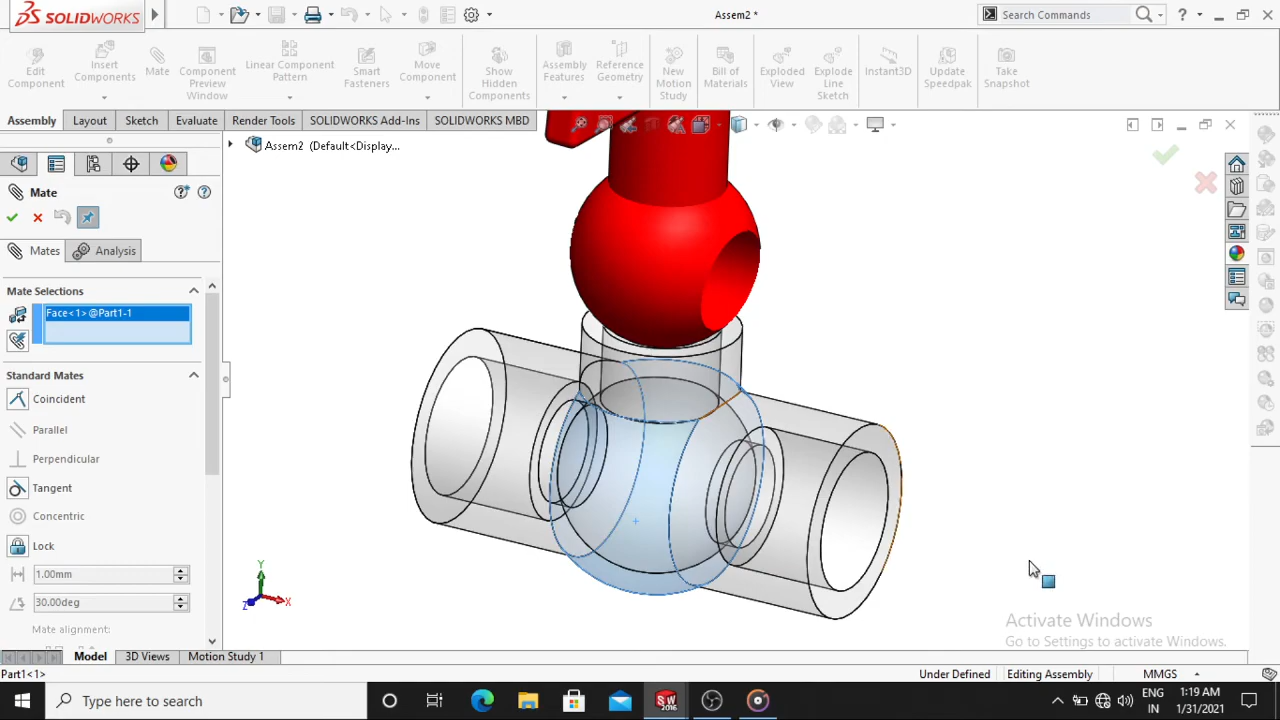 SOLIDWORKS
Assem2 *
Search Commands
Edit Component
Insert Components
Mate
Component Preview Window
Linear Component Pattern
Smart Fasteners
Move Component
Show Hidden Components
Assembly Features
Reference Geometry
New Motion Study
Bill of Materials
Exploded View
Explode Line Sketch
Instant3D
Update Speedpak
Take Snapshot
Assembly
Layout
Sketch
Evaluate
Render Tools
SOLIDWORKS Add-Ins
SOLIDWORKS MBD
Assem2 (Default<Display...
Mate
Mates
Analysis
Mate Selections
Face<1>@Part1-1
Standard Mates
Coincident
Parallel
Perpendicular
Tangent
Concentric
Lock
1.00mm
30.00deg
Mate alignment:
Y
X
Z
Activate Windows
Go to Settings to activate Windows.
Model
3D Views
Motion Study 1
Part1<1>
Under Defined
Editing Assembly
MMGS
Type here to search
SW
2016
ENG
IN
1:19 AM
1/31/2021